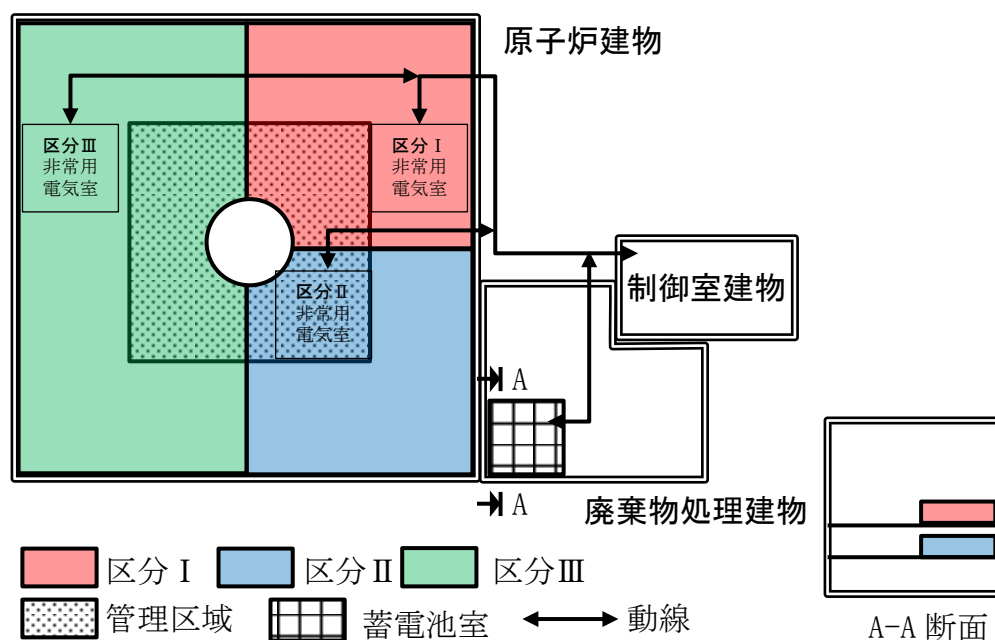 原子炉建物
区分Ⅲ
非常用
電気室
区分Ⅰ
非常用
電気室
区分Ⅱ
非常用
電気室
制御室建物
A
A
廃棄物処理建物
区分Ⅰ
区分Ⅱ
区分Ⅲ
管理区域
蓄電池室
動線
A-A 断面